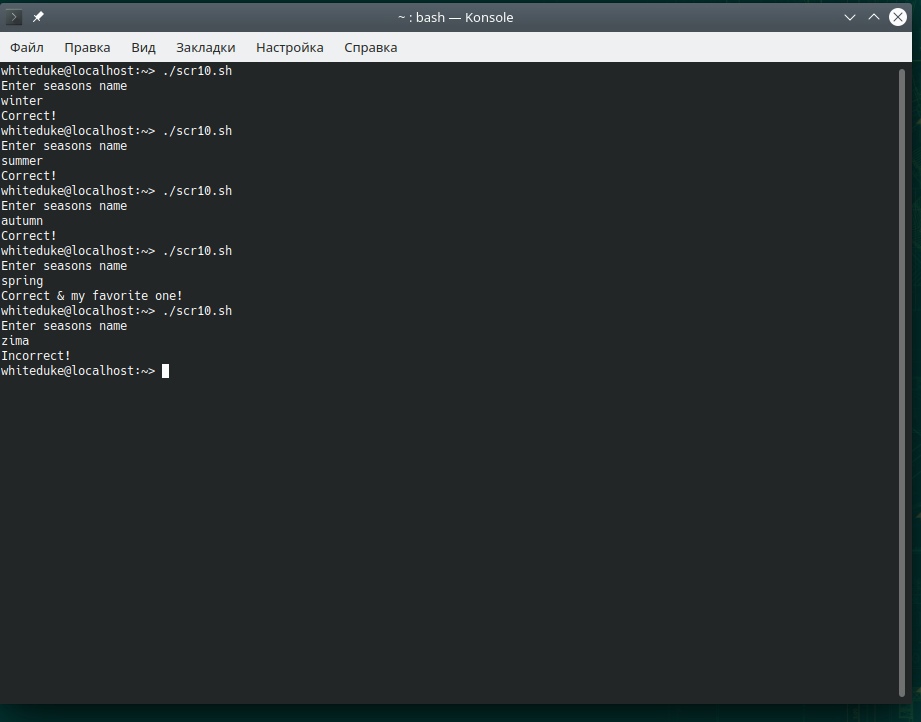 ~ : bash — Konsole
Файл Правка Вид Закладки Настройка Справка
whiteduke@localhost:~> ./scr10.sh
Enter seasons name
winter
Correct!
whiteduke@localhost:~> ./scr10.sh
Enter seasons name
summer
Correct!
whiteduke@localhost:~> ./scr10.sh
Enter seasons name
autumn
Correct!
whiteduke@localhost:~> ./scr10.sh
Enter seasons name
spring
Correct & my favorite one!
whiteduke@localhost:~> ./scr10.sh
Enter seasons name
zima
Incorrect!
whiteduke@localhost:~>